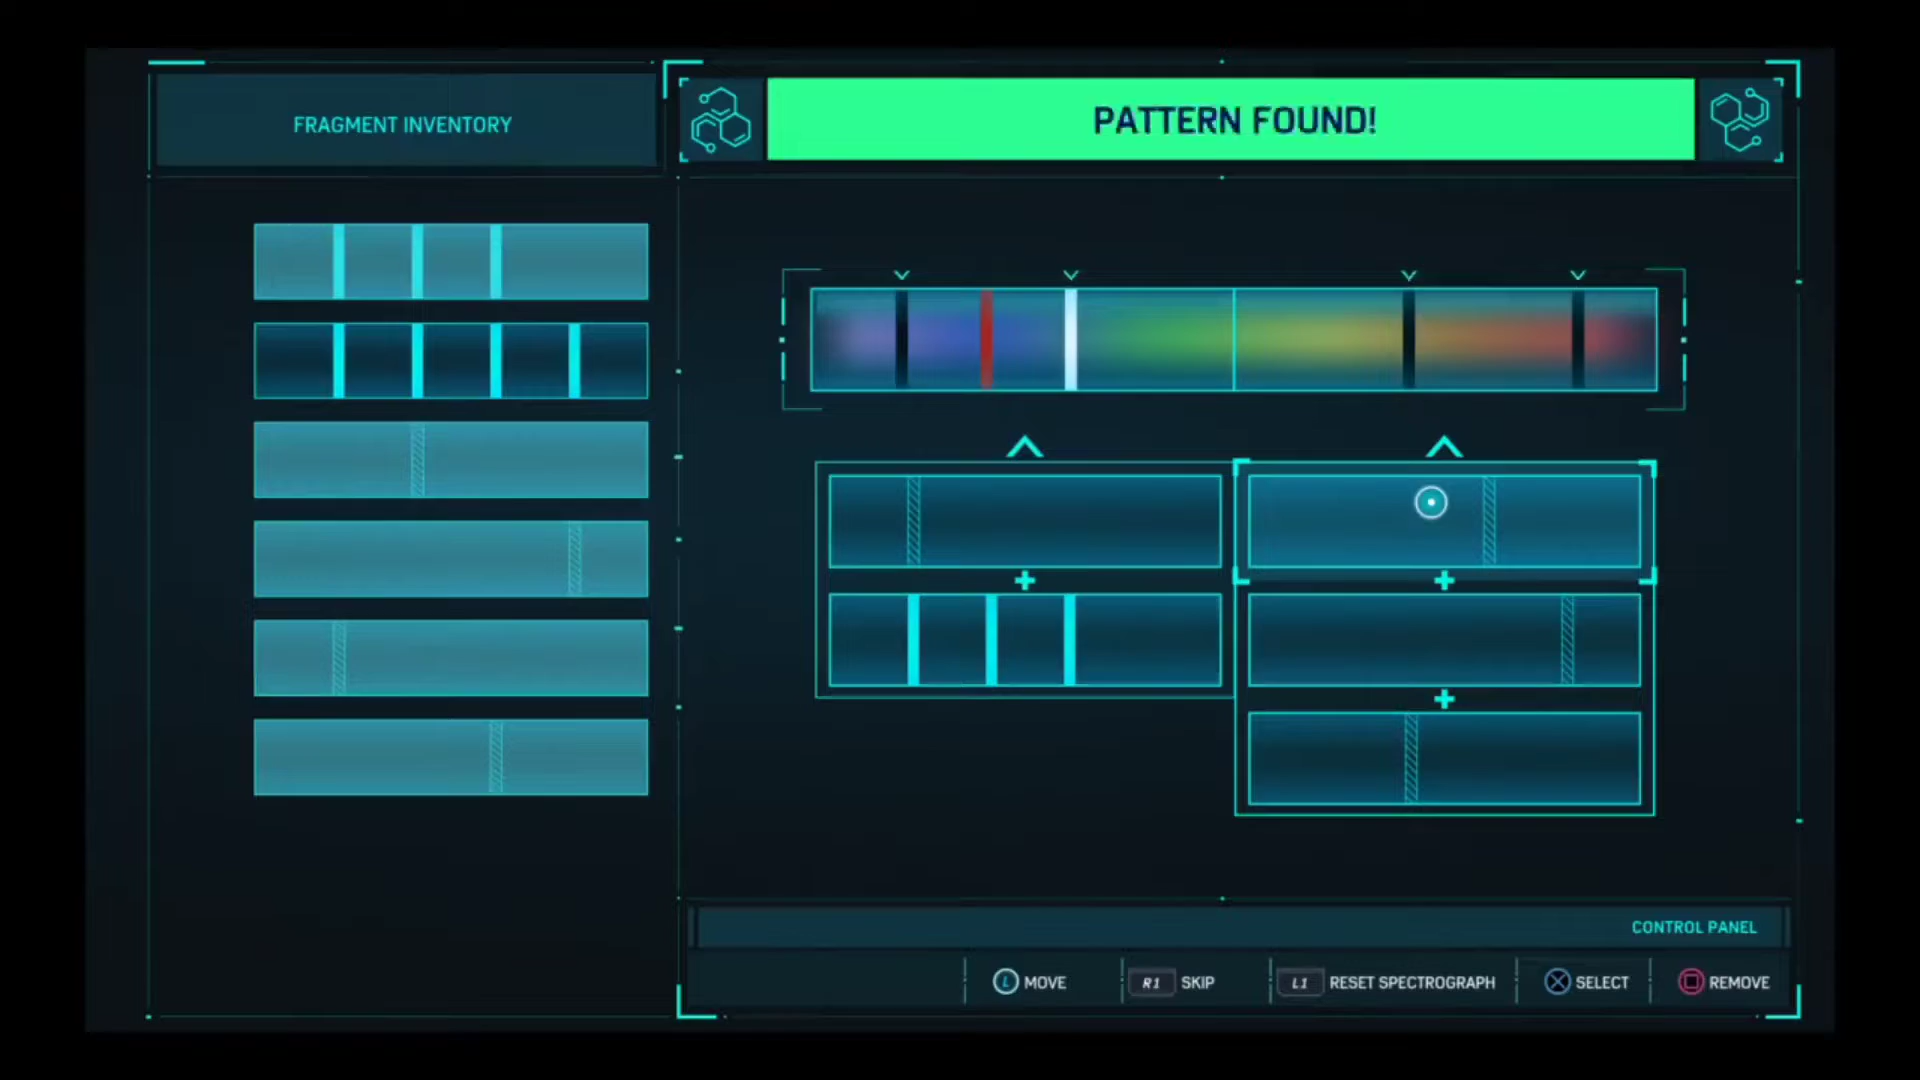 FRAGMENT INVENTORY
PATTERN FOUND!
CONTROL PANEL
L MOVE
R1 SKIP
L1 RESET SPECTROGRAPH
SELECT
REMOVE